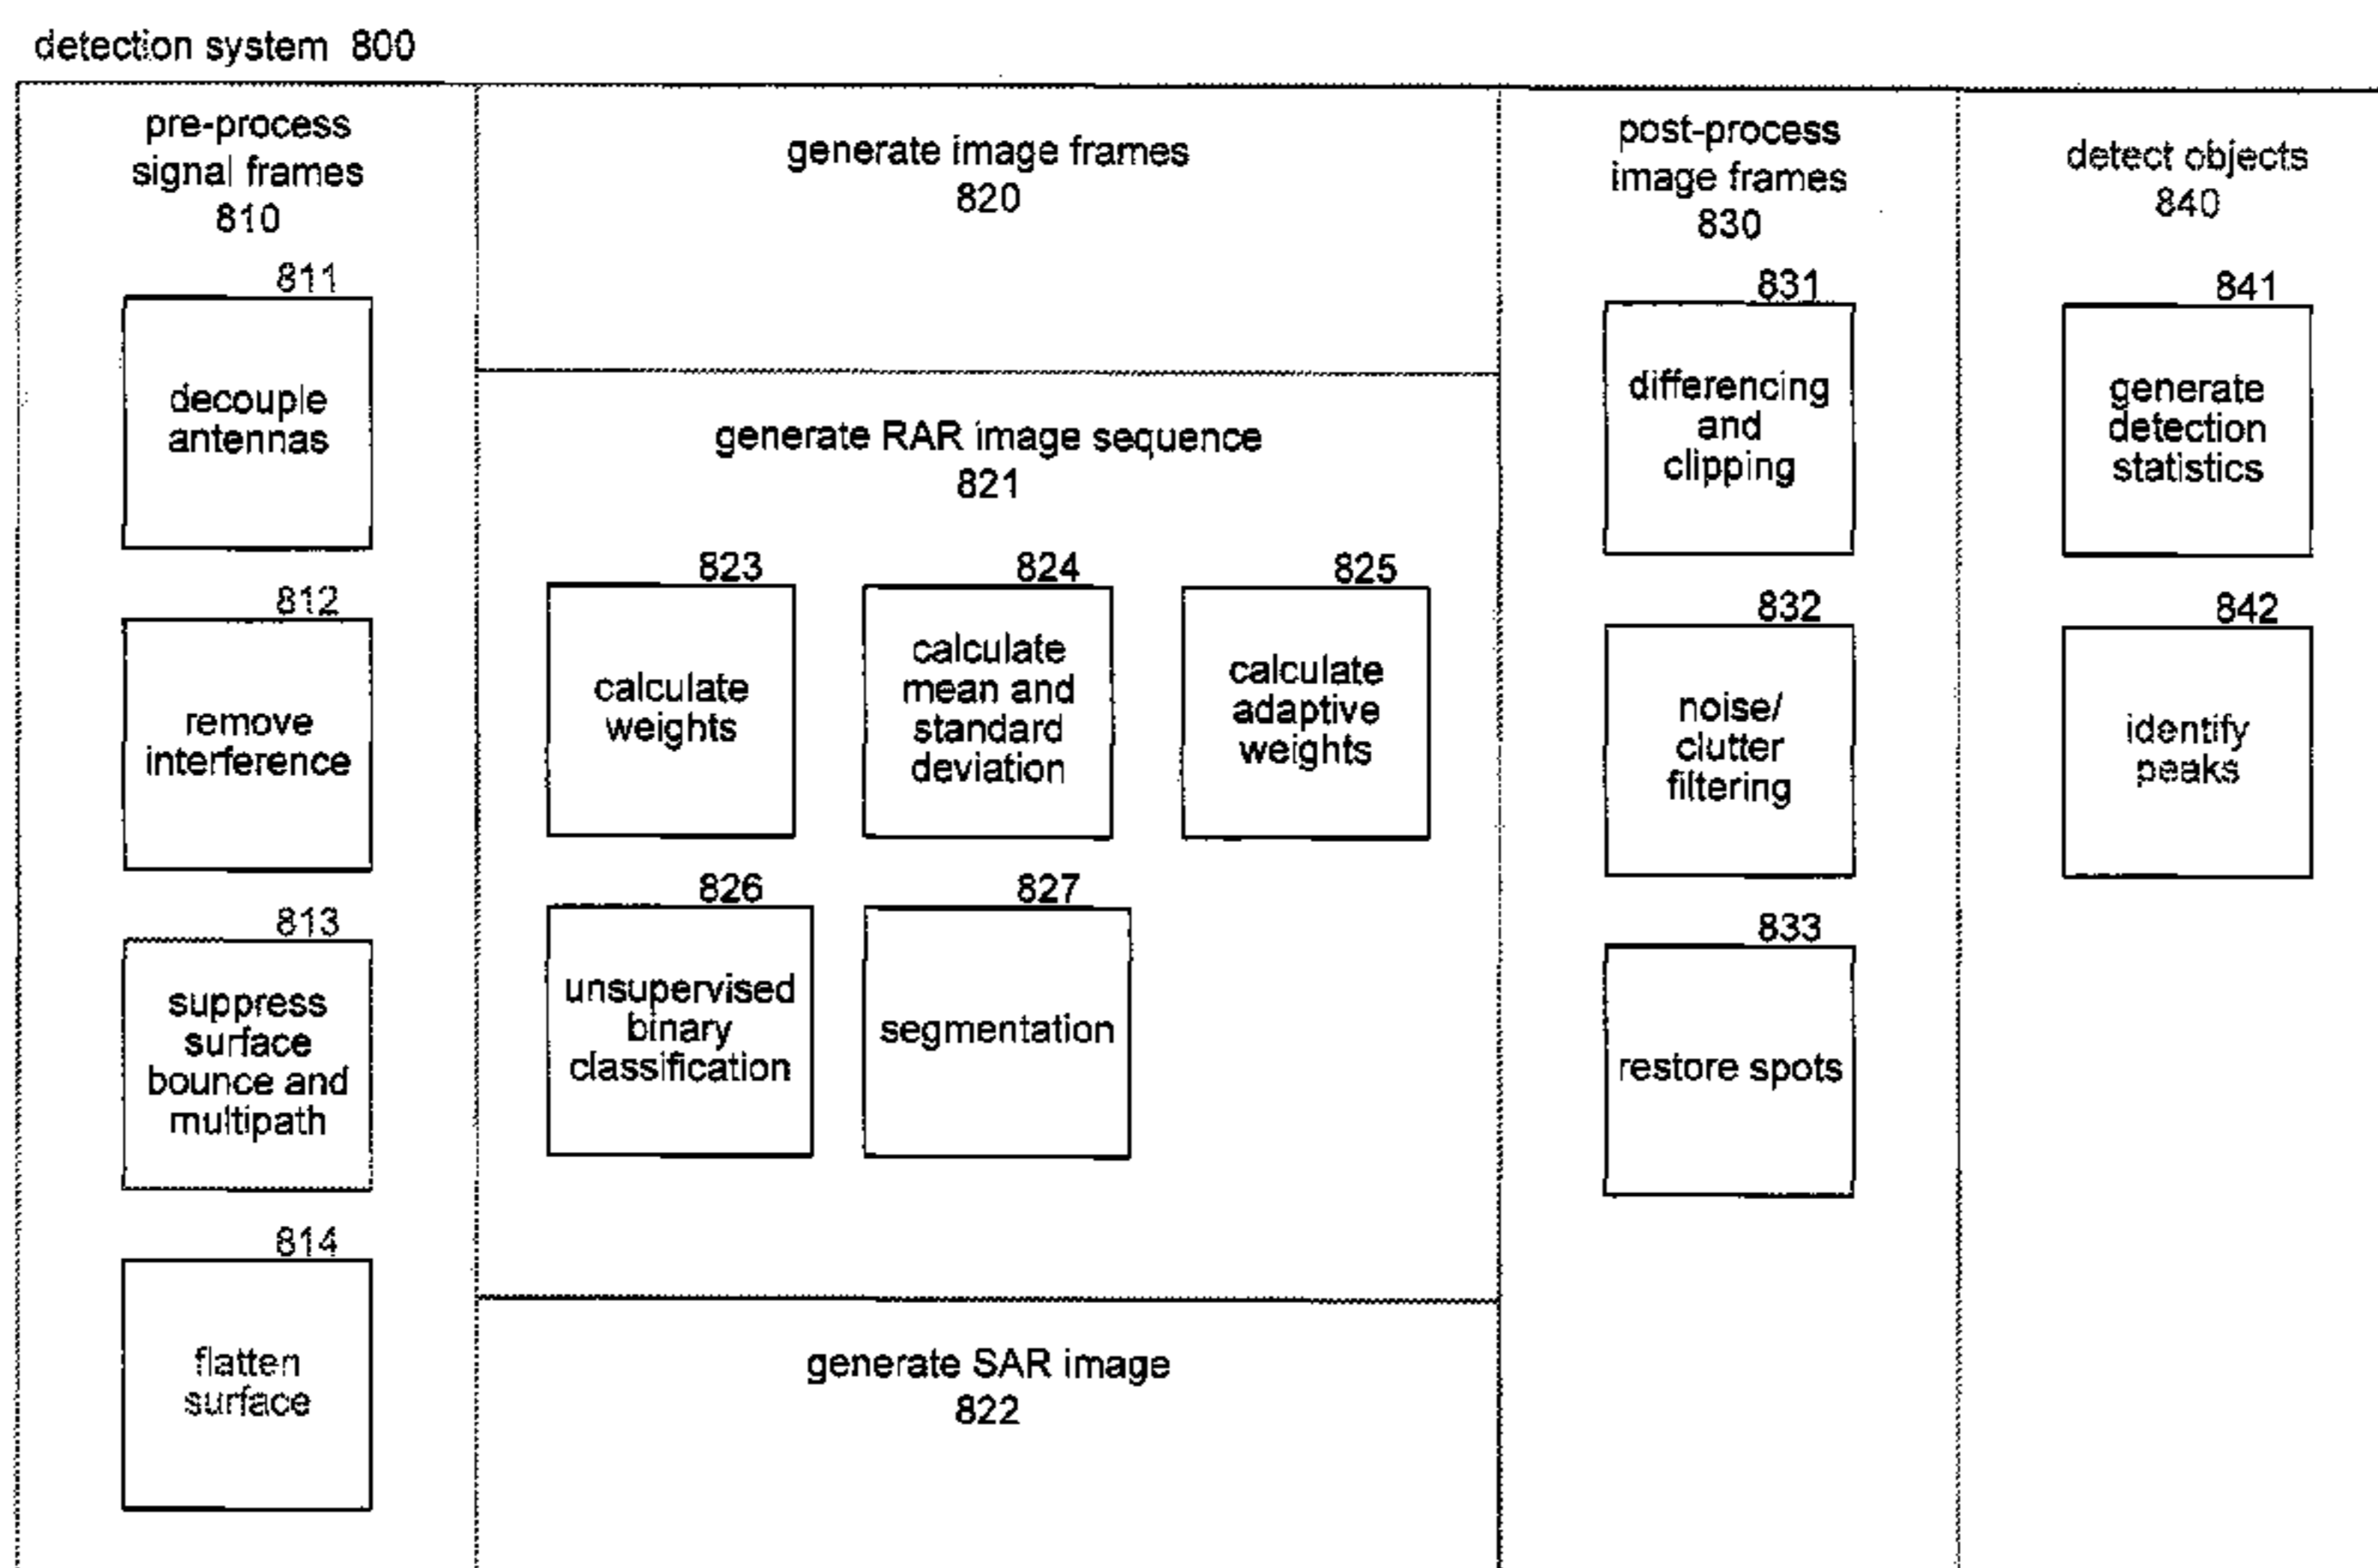 detection system 800
pre-process
signal frames
810
811
decouple
antennas
812
remove
interference
813
suppress
surface
bounce and
multipath
814
flatten
surface
generate image frames
820
generate RAR image sequence
821
823
calculate
weights
824
calculate
mean and
standard
deviation
825
calculate
adaptive
weights
826
unsupervised
binary
classification
827
segmentation
generate SAR image
822
post-process
image frames
830
831
differencing
and
clipping
832
noise/
clutter
filtering
833
restore spots
detect objects
840
841
generate
detection
statistics
842
identify
peaks